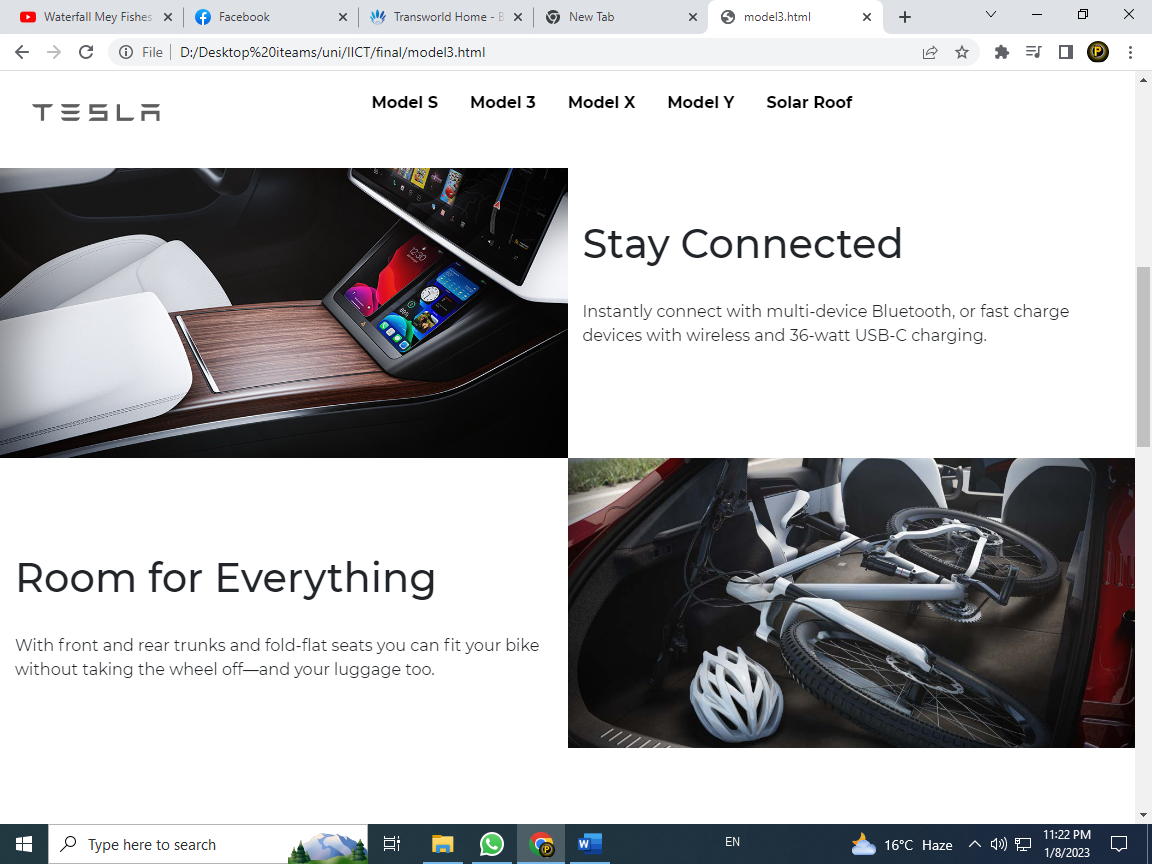 Waterfall Mey Fishes
Facebook
Transworld Home - B
New Tab
model3.html
File
D:/Desktop%20iteams/uni/IICT/final/model3.html
TESLA
Model S
Model 3
Model X
Model Y
Solar Roof
12:30
Stay Connected
Instantly connect with multi-device Bluetooth, or fast charge
devices with wireless and 36-watt USB-C charging.
Room for Everything
With front and rear trunks and fold-flat seats you can fit your bike
without taking the wheel off—and your luggage too.
Type here to search
EN
16°C Haze
11:22 PM
1/8/2023